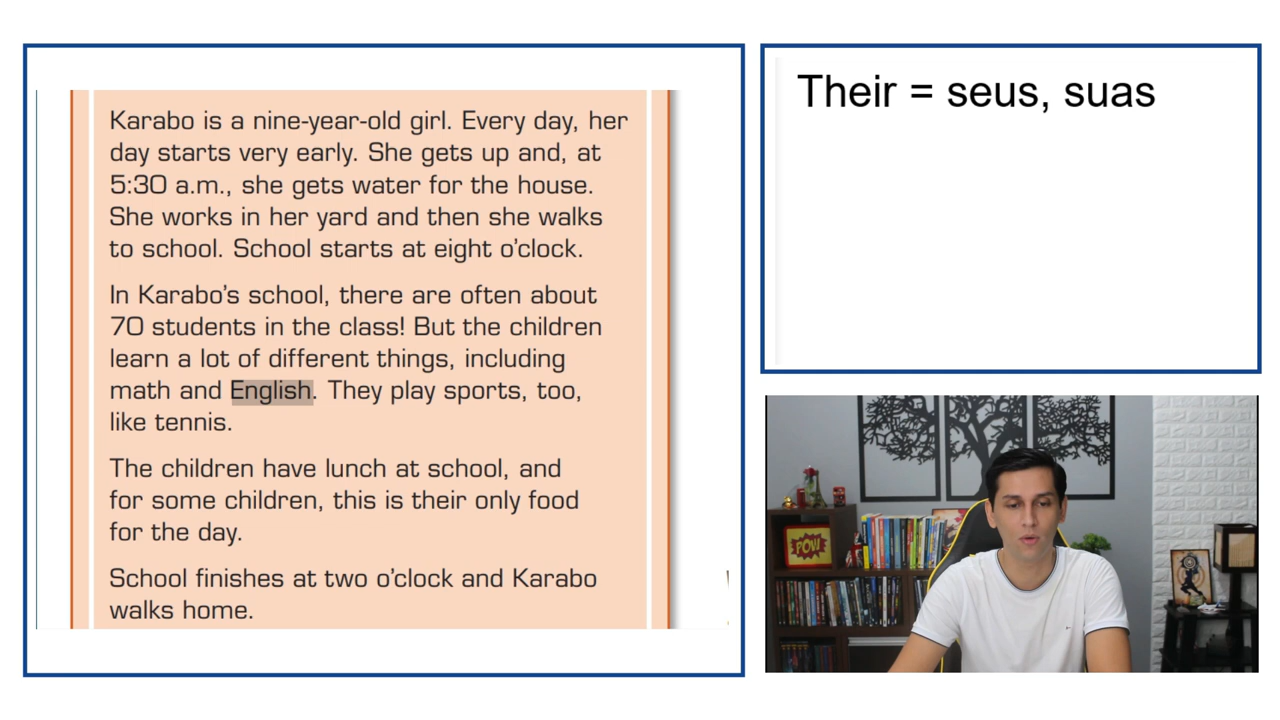 Karabo is a nine-year-old girl. Every day, her
day starts very early. She gets up and, at
5:30 a.m., she gets water for the house.
She works in her yard and then she walks
to school. School starts at eight o'clock.
In Karabo's school, there are often about
70 students in the class! But the children
learn a lot of different things, including
math and English. They play sports, too,
like tennis.
The children have lunch at school, and
for some children, this is their only food
for the day.
School finishes at two o'clock and Karabo
walks home.
Their = seus, suas
POW!